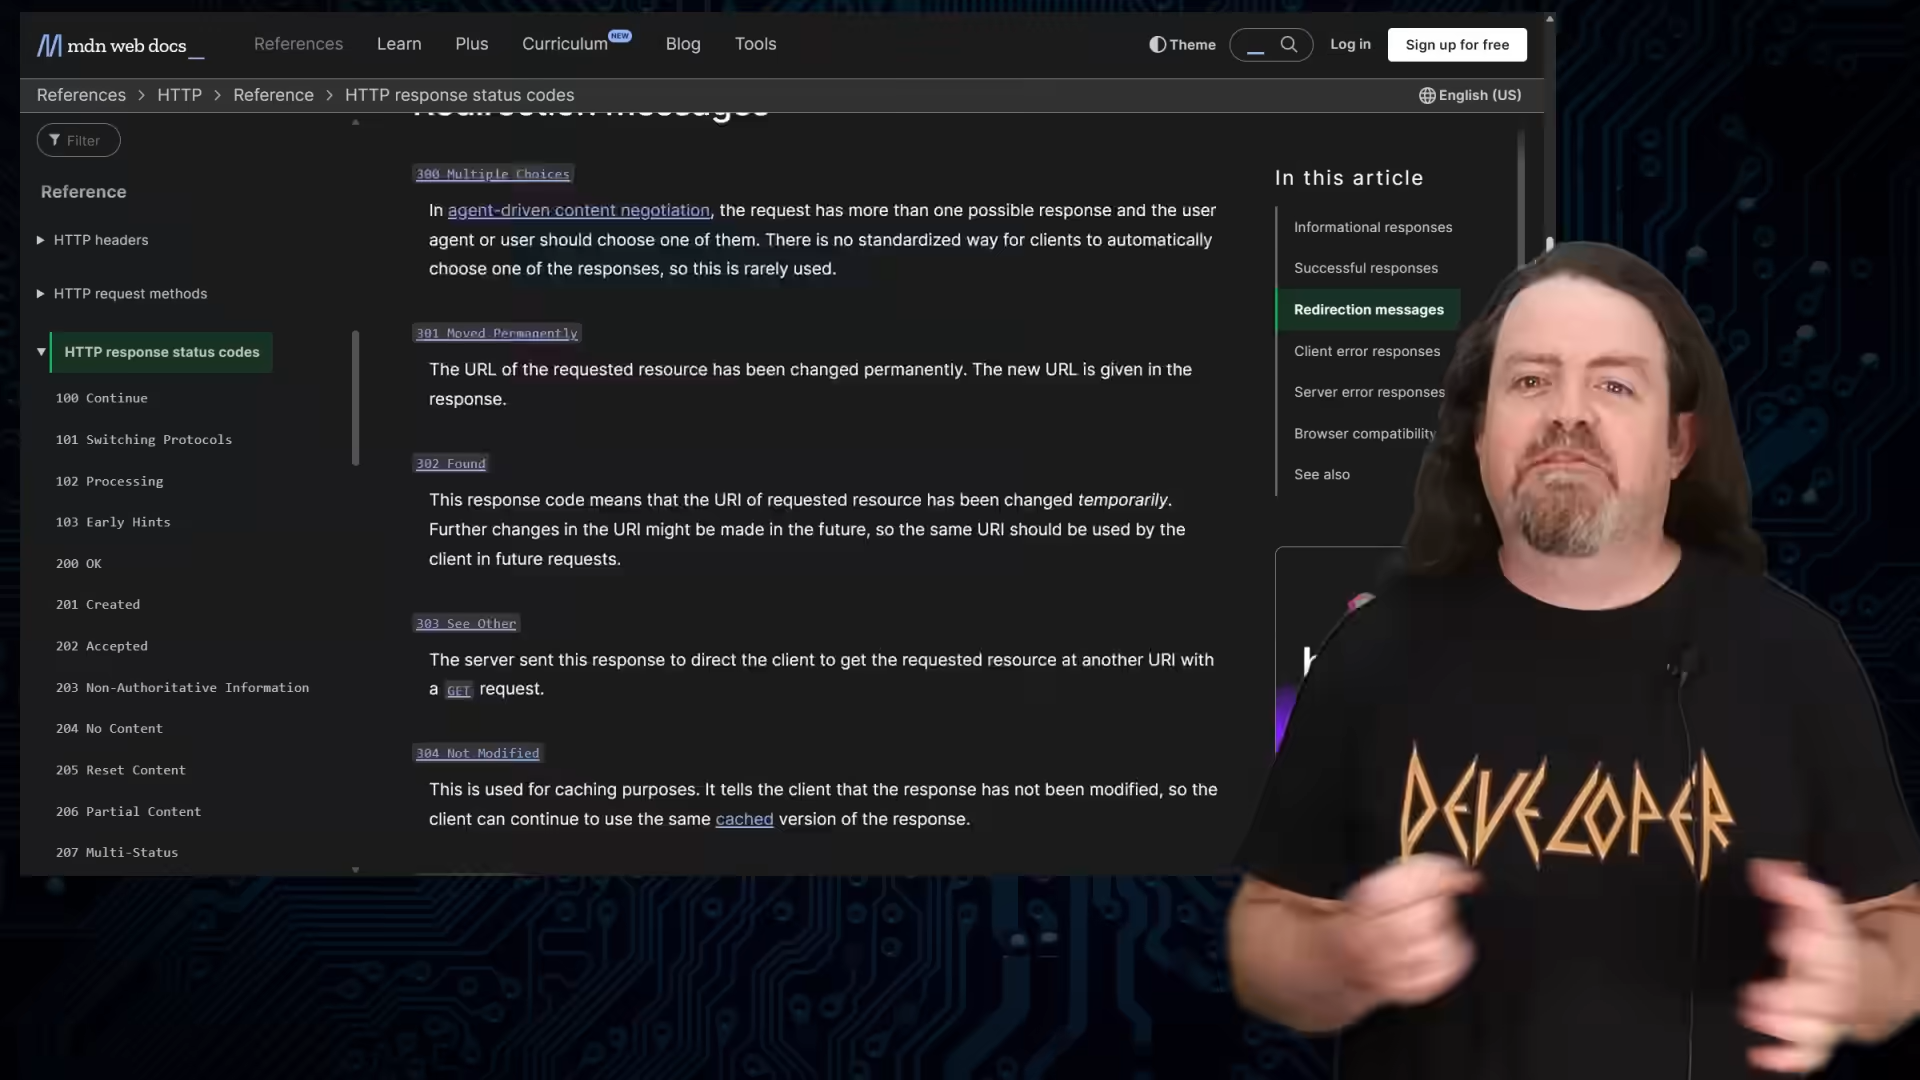 mdn web docs_
References Learn Plus Curriculum NEW Blog Tools
Theme
Log in
Sign up for free
References > HTTP > Reference > HTTP response status codes
English (US)
Filter
Reference
HTTP headers
HTTP request methods
HTTP response status codes
100 Continue
101 Switching Protocols
102 Processing
103 Early Hints
200 OK
201 Created
202 Accepted
203 Non-Authoritative Information
204 No Content
205 Reset Content
206 Partial Content
207 Multi-Status
Redirection messages
300 Multiple Choices
In agent-driven content negotiation, the request has more than one possible response and the user
agent or user should choose one of them. There is no standardized way for clients to automatically
choose one of the responses, so this is rarely used.
301 Moved Permanently
The URL of the requested resource has been changed permanently. The new URL is given in the
response.
302 Found
This response code means that the URI of requested resource has been changed temporarily.
Further changes in the URI might be made in the future, so the same URI should be used by the
client in future requests.
303 See Other
The server sent this response to direct the client to get the requested resource at another URI with
a GET request.
304 Not Modified
This is used for caching purposes. It tells the client that the response has not been modified, so the
client can continue to use the same cached version of the response.
In this article
Informational responses
Successful responses
Redirection messages
Client error responses
Server error responses
Browser compatibility
See also
DEVELOPER